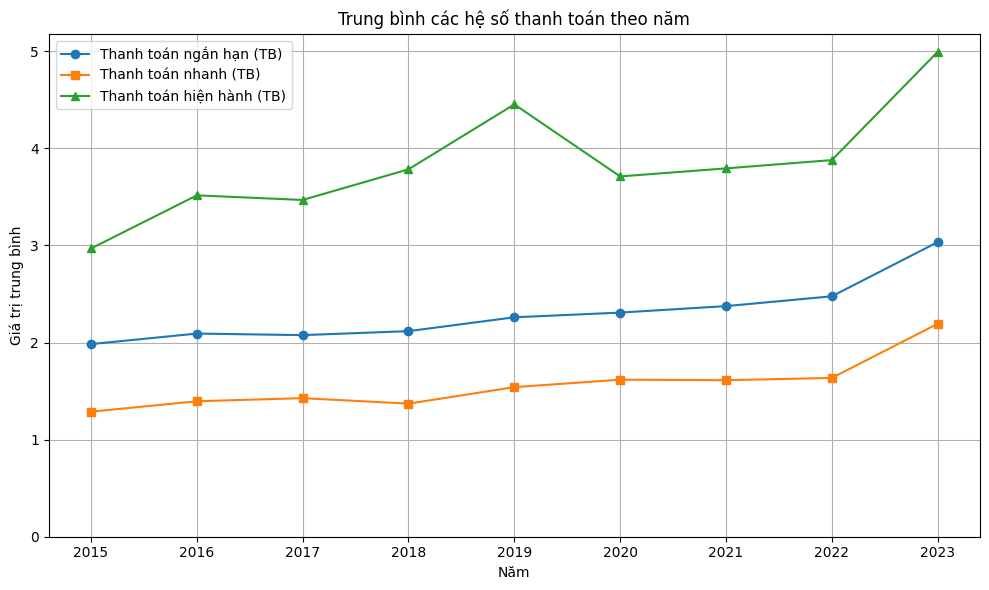 Trung bình các hệ số thanh toán theo năm
Thanh toán ngắn hạn (TB)
Thanh toán nhanh (TB)
Thanh toán hiện hành (TB)
Giá trị trung bình
5
4
3
2
1
0
2015 2016 2017 2018 2019 2020 2021 2022 2023
Năm